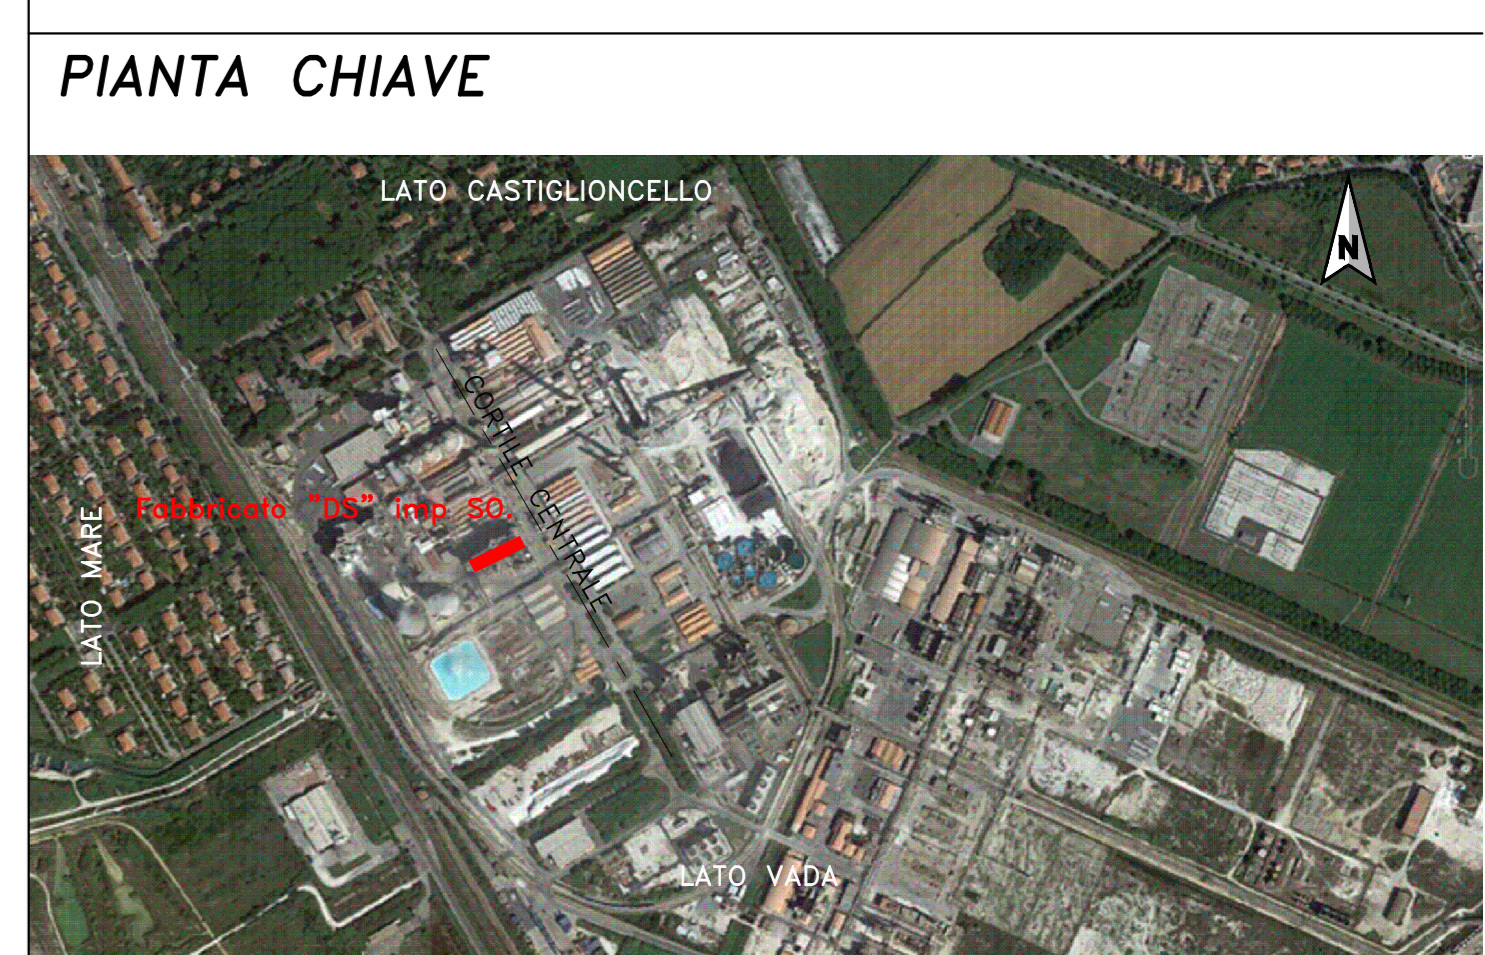 PIANTA CHIAVE
LATO CASTIGLIONCELLO
N
CORTILE CENTRALE
Fabbricato "DS" imp SO.
LATO MARE
LATO VADA